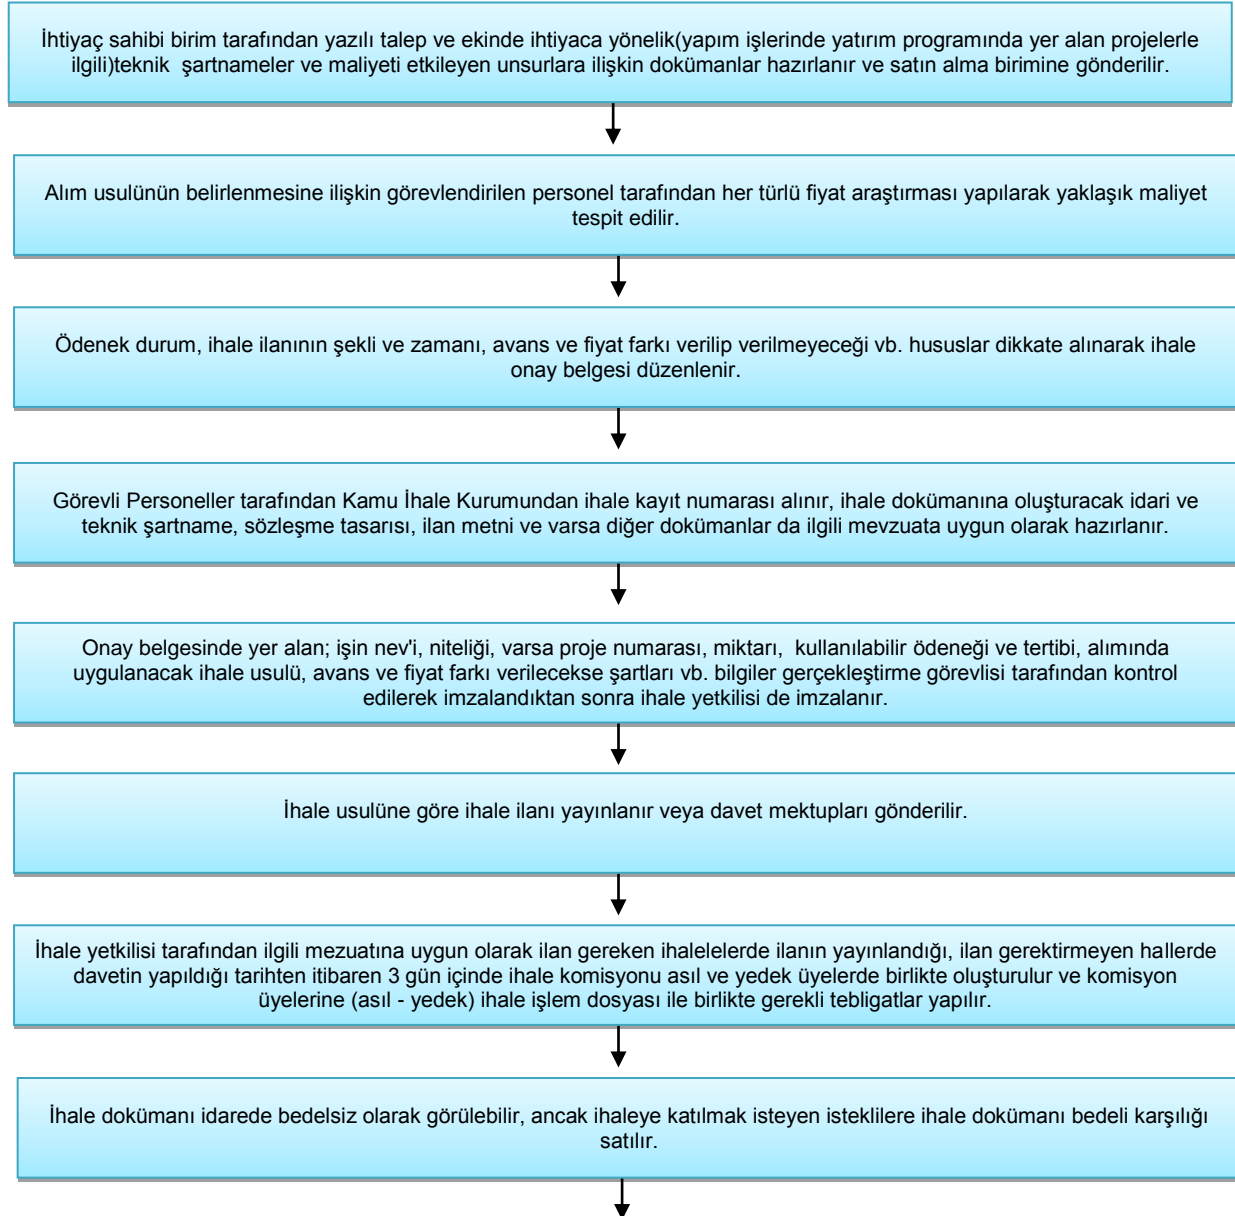 İhtiyaç sahibi birim tarafından yazılı talep ve ekinde ihtiyaca yönelik(yapım işlerinde yatırım programında yer alan projelerle
ilgili)teknik şartnameler ve maliyeti etkileyen unsurlara ilişkin dokümanlar hazırlanır ve satın alma birimine gönderilir.
Alım usulünün belirlenmesine ilişkin görevlendirilen personel tarafından her türlü fiyat araştırması yapılarak yaklaşık maliyet
tespit edilir.
Ödenek durum, ihale ilanının şekli ve zamanı, avans ve fiyat farkı verilip verilmeyeceği vb. hususlar dikkate alınarak ihale
onay belgesi düzenlenir.
Görevli Personeller tarafından Kamu İhale Kurumundan ihale kayıt numarası alınır, ihale dokümanına oluşturacak idari ve
teknik şartname, sözleşme tasarısı, ilan metni ve varsa diğer dokümanlar da ilgili mevzuata uygun olarak hazırlanır.
Onay belgesinde yer alan; işin nev'i, niteliği, varsa proje numarası, miktarı, kullanılabilir ödeneği ve tertibi, alımında
uygulanacak ihale usulü, avans ve fiyat farkı verilecekse şartları vb. bilgiler gerçekleştirme görevlisi tarafından kontrol
edilerek imzalandıktan sonra ihale yetkilisi de imzalanır.
İhale usulüne göre ihale ilanı yayınlanır veya davet mektupları gönderilir.
İhale yetkilisi tarafından ilgili mezuatına uygun olarak ilan gereken ihalelelerde ilanın yayınlandığı, ilan gerektirmeyen hallerde
davetin yapıldığı tarihten itibaren 3 gün içinde ihale komisyonu asıl ve yedek üyelerde birlikte oluşturulur ve komisyon
üyelerine (asıl - yedek) ihale işlem dosyası ile birlikte gerekli tebligatlar yapılır.
İhale dokümanı idarede bedelsiz olarak görülebilir, ancak ihaleye katılmak isteyen isteklilere ihale dokümanı bedeli karşılığı
satılır.